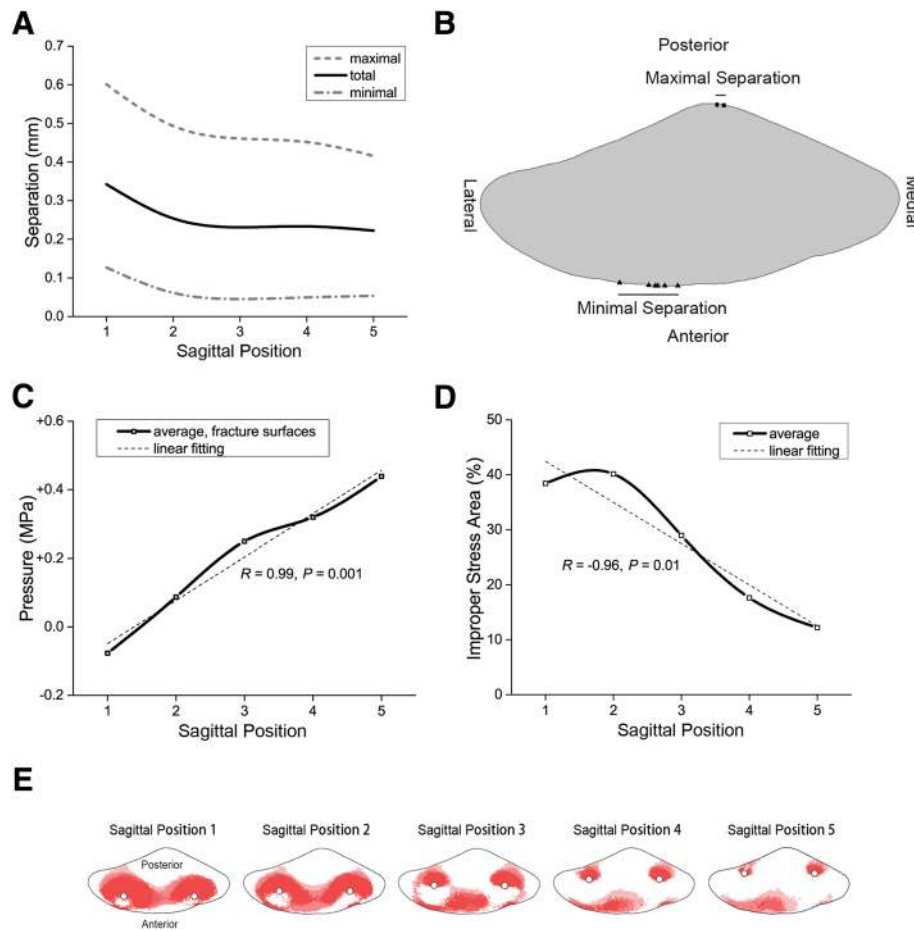 A
0.7
0.6
0.5
0.4
0.3
0.2
0.1
0.0
Separation (mm)
maximal
total
minimal
1 2 3 4 5
Sagittal Position
B
Posterior
Maximal Separation
Lateral
Medial
Minimal Separation
Anterior
C
+0.6
+0.4
+0.2
0.0
-0.2
Pressure (MPa)
average, fracture surfaces
linear fitting
R = 0.99, P = 0.001
1 2 3 4 5
Sagittal Position
D
50
40
30
20
10
0
Improper Stress Area (%)
average
linear fitting
R = -0.96, P = 0.01
1 2 3 4 5
Sagittal Position
E
Sagittal Position 1 Sagittal Position 2 Sagittal Position 3 Sagittal Position 4 Sagittal Position 5
Posterior
Anterior